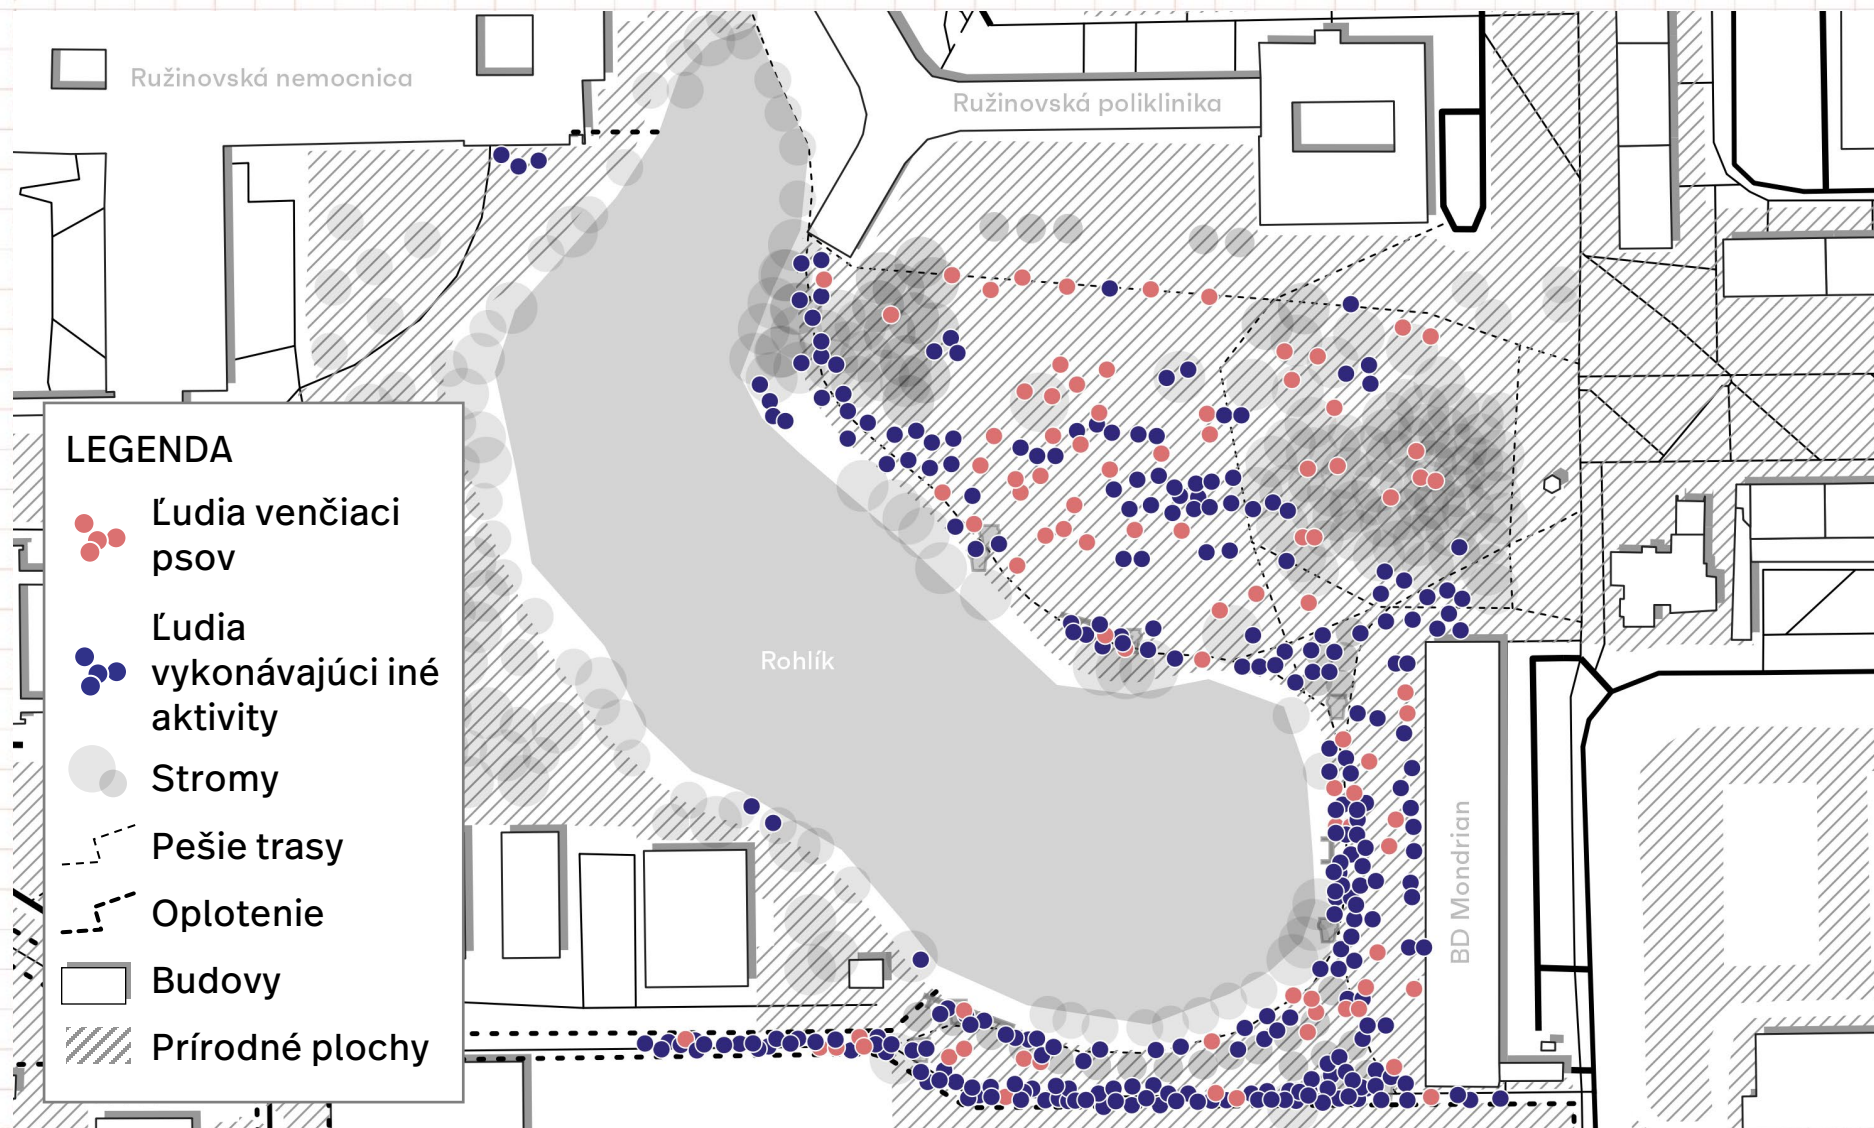 Ružinovská nemocnica
Ružinovská poliklinika
LEGENDA
Ľudia venčiaci
psov
Ľudia
vykonávajúci iné
aktivity
Stromy
Pešie trasy
Oplotenie
Budovy
Prírodné plochy
Rohlík
BD Mondrian